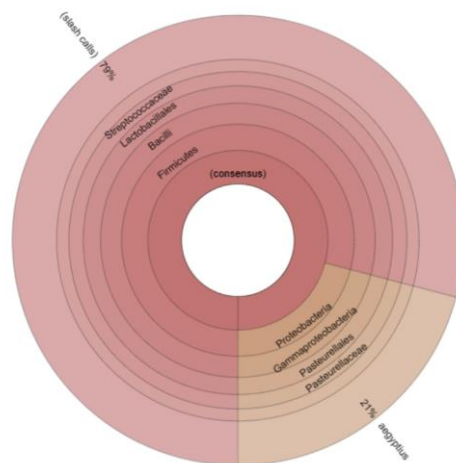 (slash calls) 79%
Streptococcaceae
Lactobacillales
Bacilli
Firmicutes
(consensus)
Proteobacteria
Gammaproteobacteria
Pasteurellales
Pasteurellaceae
21% aegyptius